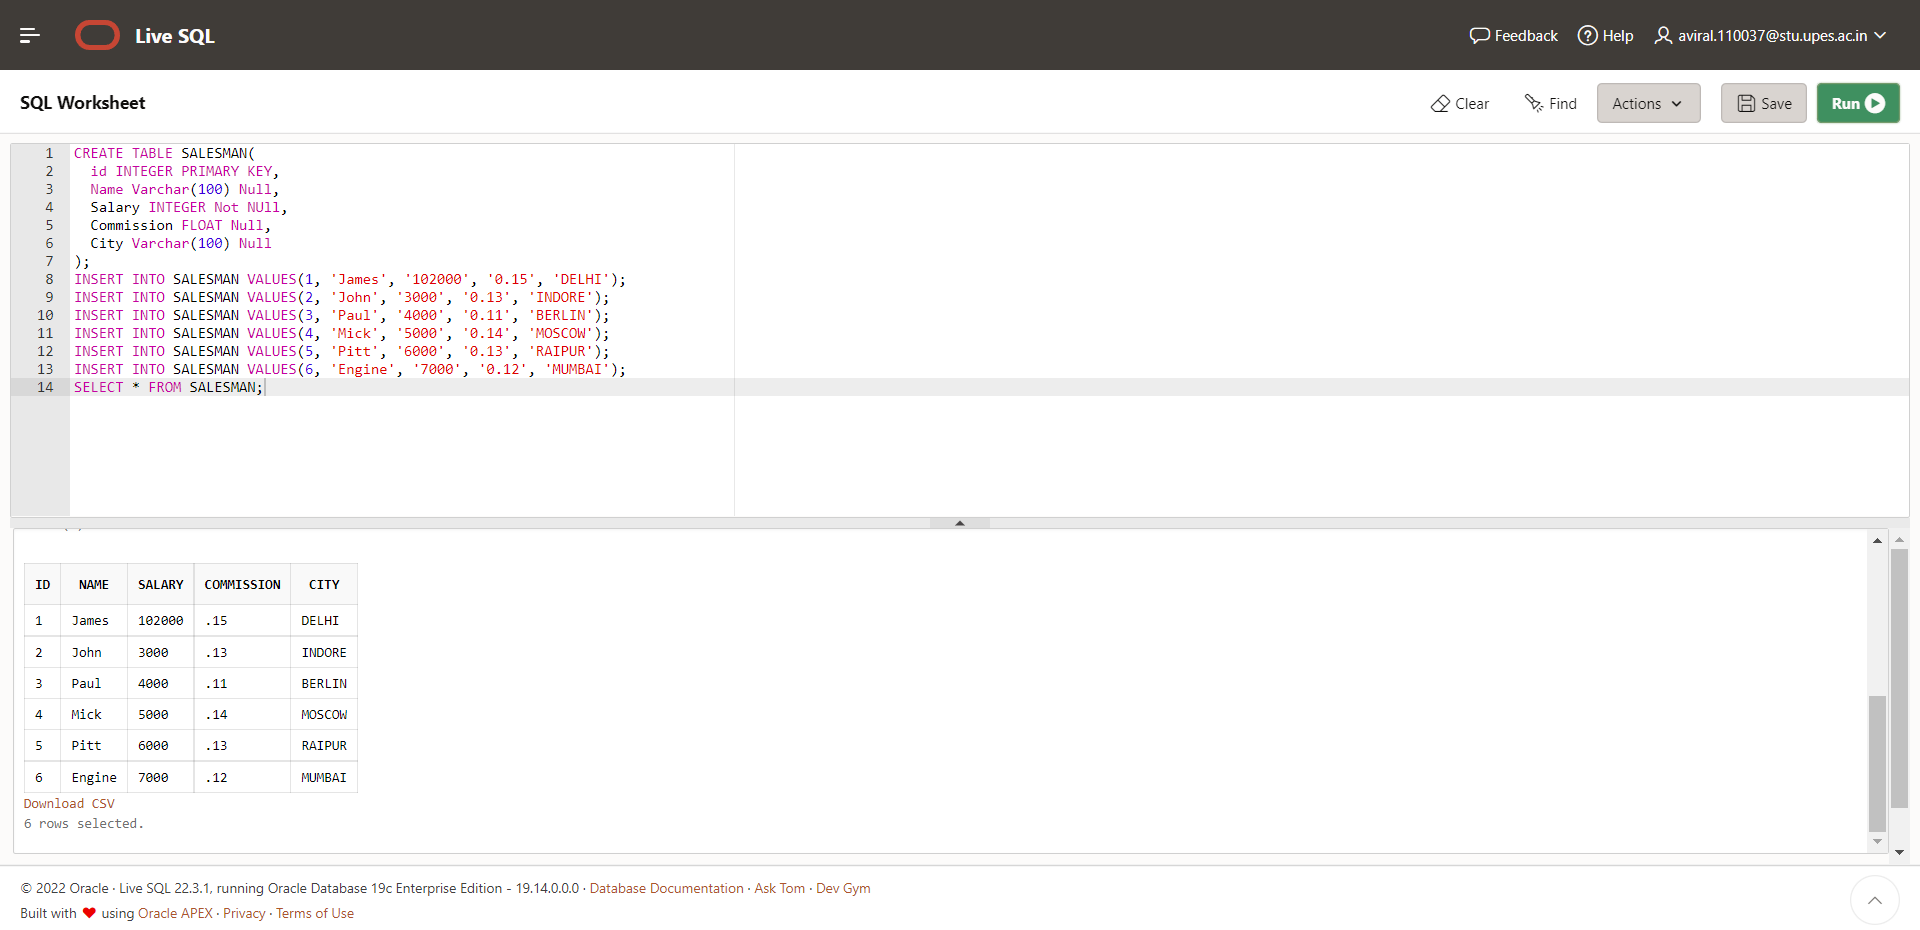 Live SQL
Feedback Help aviral.110037@stu.upes.ac.in
SQL Worksheet
Clear Find Actions Save Run
1 CREATE TABLE SALESMAN(
2 id INTEGER PRIMARY KEY,
3 Name Varchar(100) Null,
4 Salary INTEGER Not NUll,
5 Commission FLOAT Null,
6 City Varchar(100) Null
7 );
8 INSERT INTO SALESMAN VALUES(1, 'James', '102000', '0.15', 'DELHI');
9 INSERT INTO SALESMAN VALUES(2, 'John', '3000', '0.13', 'INDORE');
10 INSERT INTO SALESMAN VALUES(3, 'Paul', '4000', '0.11', 'BERLIN');
11 INSERT INTO SALESMAN VALUES(4, 'Mick', '5000', '0.14', 'MOSCOW');
12 INSERT INTO SALESMAN VALUES(5, 'Pitt', '6000', '0.13', 'RAIPUR');
13 INSERT INTO SALESMAN VALUES(6, 'Engine', '7000', '0.12', 'MUMBAI');
14 SELECT * FROM SALESMAN;
ID NAME SALARY COMMISSION CITY
1 James 102000 .15 DELHI
2 John 3000 .13 INDORE
3 Paul 4000 .11 BERLIN
4 Mick 5000 .14 MOSCOW
5 Pitt 6000 .13 RAIPUR
6 Engine 7000 .12 MUMBAI
Download CSV
6 rows selected.
© 2022 Oracle · Live SQL 22.3.1, running Oracle Database 19c Enterprise Edition - 19.14.0.0.0 · Database Documentation · Ask Tom · Dev Gym
Built with ❤ using Oracle APEX · Privacy · Terms of Use